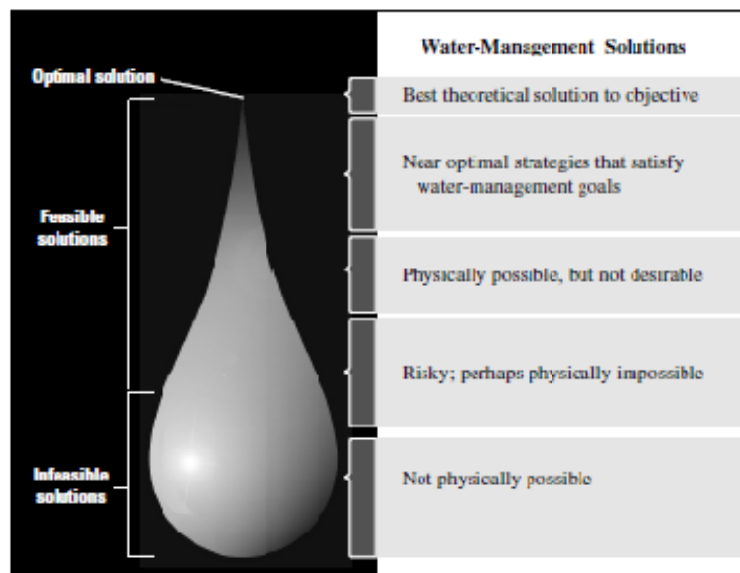 Water-Management Solutions
Optimal solution
Best theoretical solution to objective
Near optimal strategies that satisfy
water-management goals
Feasible
solutions
Physically possible, but not desirable
Risky; perhaps physically impossible
Infeasible
solutions
Not physically possible